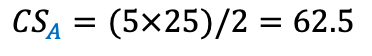 CS_A = (5×25)/2 = 62.5